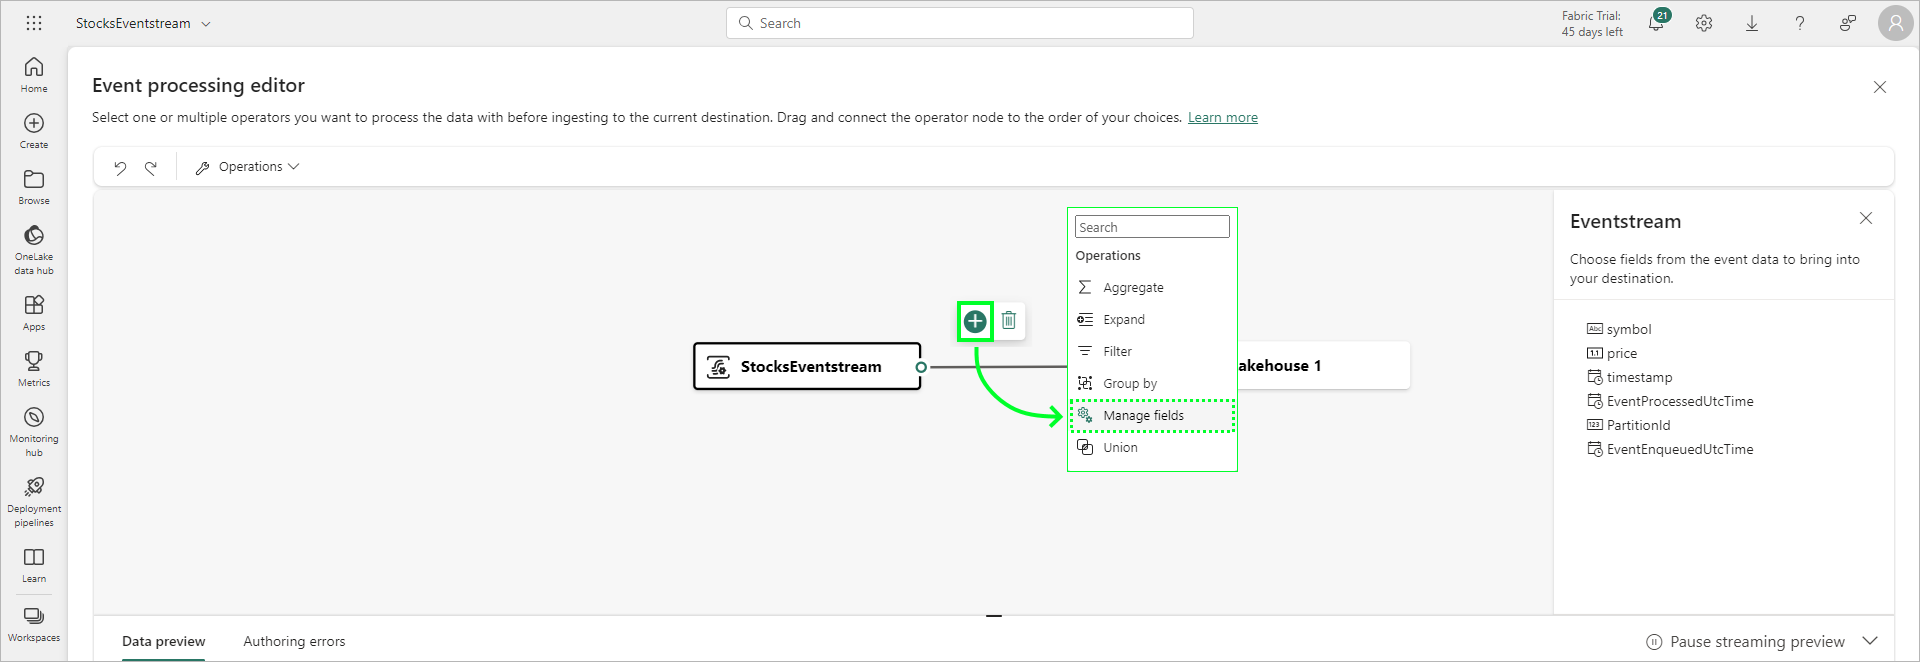 StocksEventstream
Search
Fabric Trial:
45 days left
21
Home
Create
Browse
OneLake
data hub
Apps
Metrics
Monitoring
hub
Deployment
pipelines
Learn
Workspaces
Event processing editor
Select one or multiple operators you want to process the data with before ingesting to the current destination. Drag and connect the operator node to the order of your choices. Learn more
Operations
StocksEventstream
akehouse 1
Search
Operations
Aggregate
Expand
Filter
Group by
Manage fields
Union
Eventstream
Choose fields from the event data to bring into
your destination.
Abc symbol
1.1 price
timestamp
EventProcessedUtcTime
123 PartitionId
EventEnqueuedUtcTime
Data preview
Authoring errors
Pause streaming preview